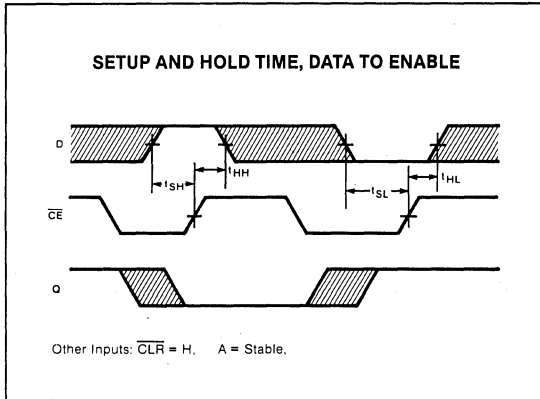 SETUP AND HOLD TIME, DATA TO ENABLE
D
tSH
tHH
tSL
tHL
CE
Q
Other Inputs: CLR = H, A = Stable,